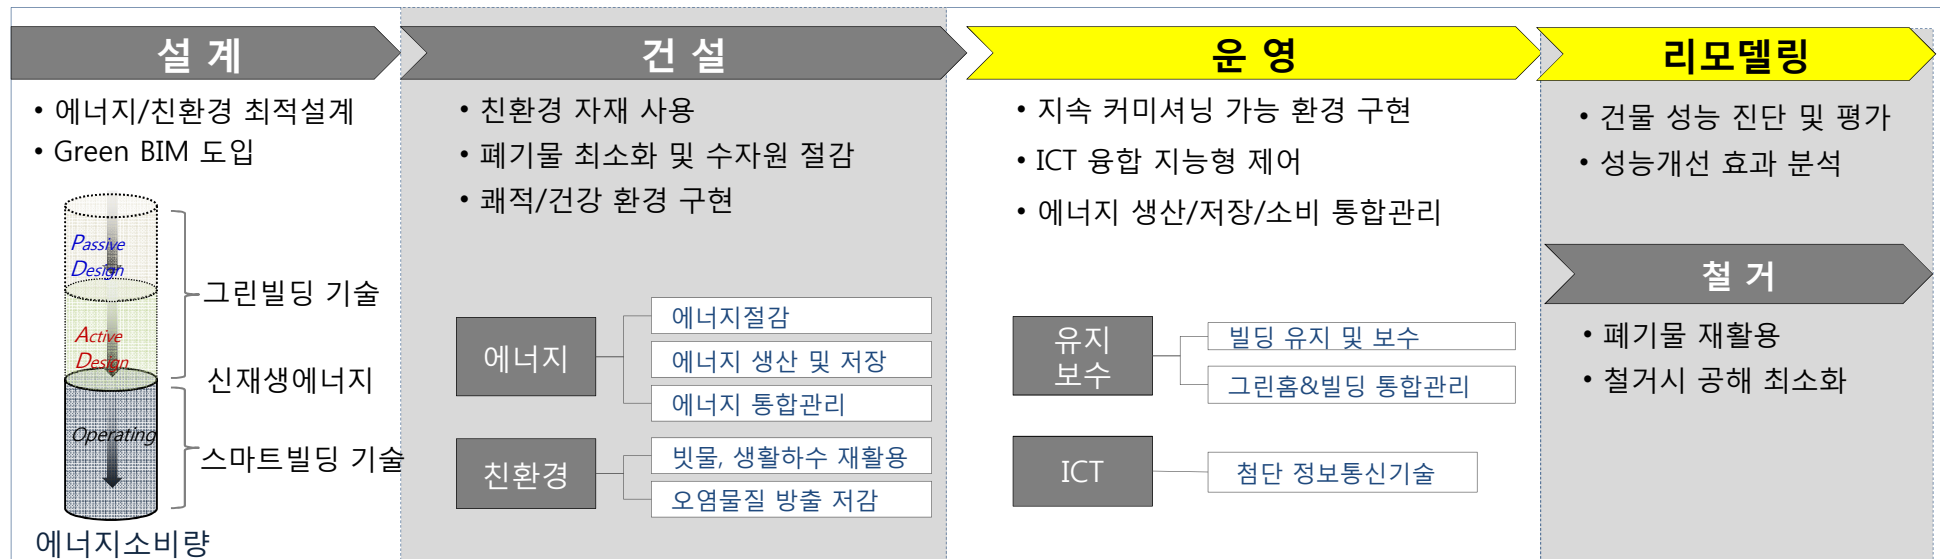 설 계
• 에너지/친환경 최적설계
• Green BIM 도입
Passive
Design
Active
Design
Operating
그린빌딩 기술
신재생에너지
스마트빌딩 기술
에너지소비량
건 설
• 친환경 자재 사용
• 폐기물 최소화 및 수자원 절감
• 쾌적/건강 환경 구현
에너지
에너지절감
에너지 생산 및 저장
에너지 통합관리
친환경
빗물, 생활하수 재활용
오염물질 방출 저감
운 영
• 지속 커미셔닝 가능 환경 구현
• ICT 융합 지능형 제어
• 에너지 생산/저장/소비 통합관리
유지
보수
빌딩 유지 및 보수
그린홈&빌딩 통합관리
ICT
첨단 정보통신기술
리모델링
• 건물 성능 진단 및 평가
• 성능개선 효과 분석
철 거
• 폐기물 재활용
• 철거시 공해 최소화